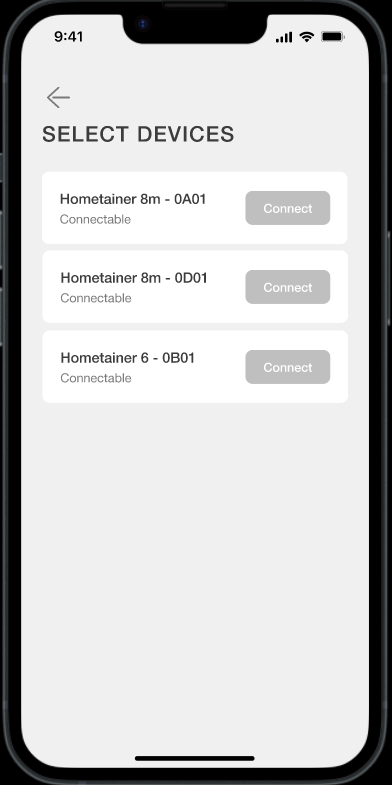 9:41
SELECT DEVICES
Hometainer 8m - 0A01
Connectable
Connect
Hometainer 8m - 0D01
Connectable
Connect
Hometainer 6 - 0B01
Connectable
Connect